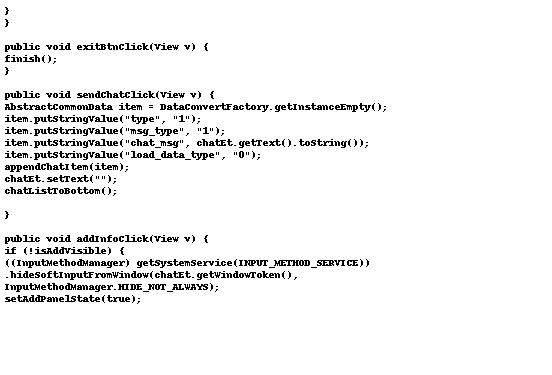 }
}
public void exitBtnClick(View v) {
finish();
}
public void sendChatClick(View v) {
AbstractCommonData item = DataConvertFactory.getInstanceEmpty();
item.putStringValue("type", "1");
item.putStringValue("msg_type", "1");
item.putStringValue("chat_msg", chatEt.getText().toString());
item.putStringValue("load_data_type", "0");
appendChatItem(item);
chatEt.setText("");
chatListToBottom();
}
public void addInfoClick(View v) {
if (!isAddVisible) {
((InputMethodManager) getSystemService(INPUT_METHOD_SERVICE))
.hideSoftInputFromWindow(chatEt.getWindowToken(),
InputMethodManager.HIDE_NOT_ALWAYS);
setAddPanelState(true);